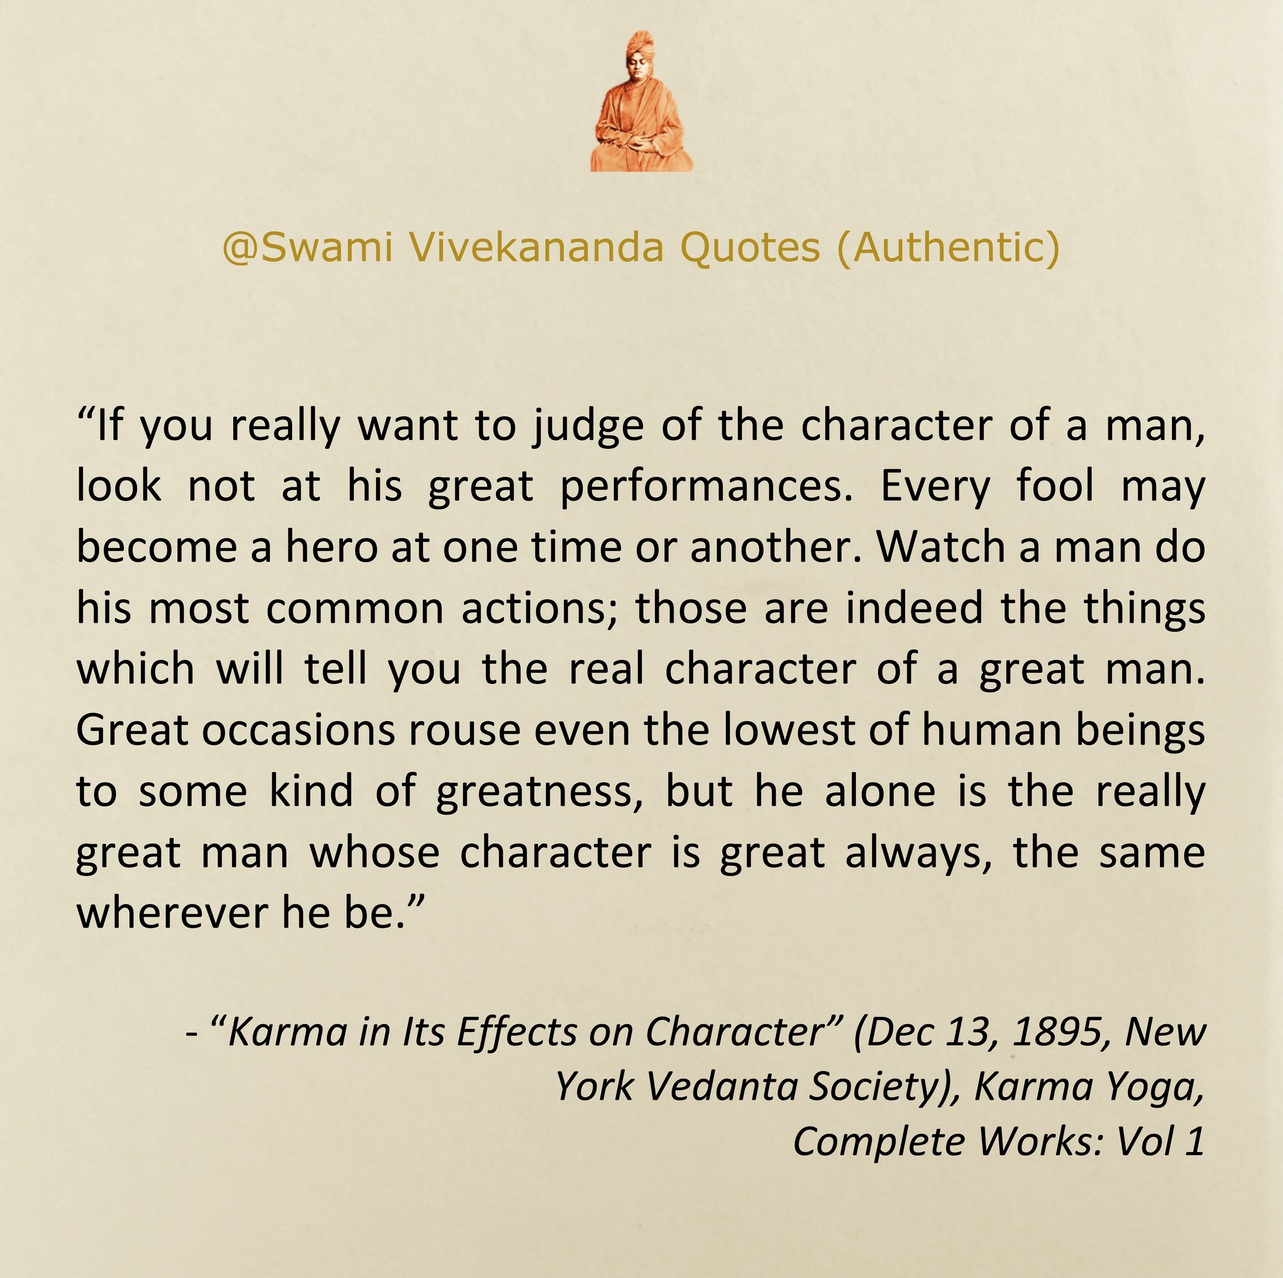 @Swami Vivekananda Quotes (Authentic)
“If you really want to judge of the character of a man,
look not at his great performances. Every fool may
become a hero at one time or another. Watch a man do
his most common actions; those are indeed the things
which will tell you the real character of a great man.
Great occasions rouse even the lowest of human beings
to some kind of greatness, but he alone is the really
great man whose character is great always, the same
wherever he be.”
- “Karma in Its Effects on Character” (Dec 13, 1895, New
York Vedanta Society), Karma Yoga,
Complete Works: Vol 1